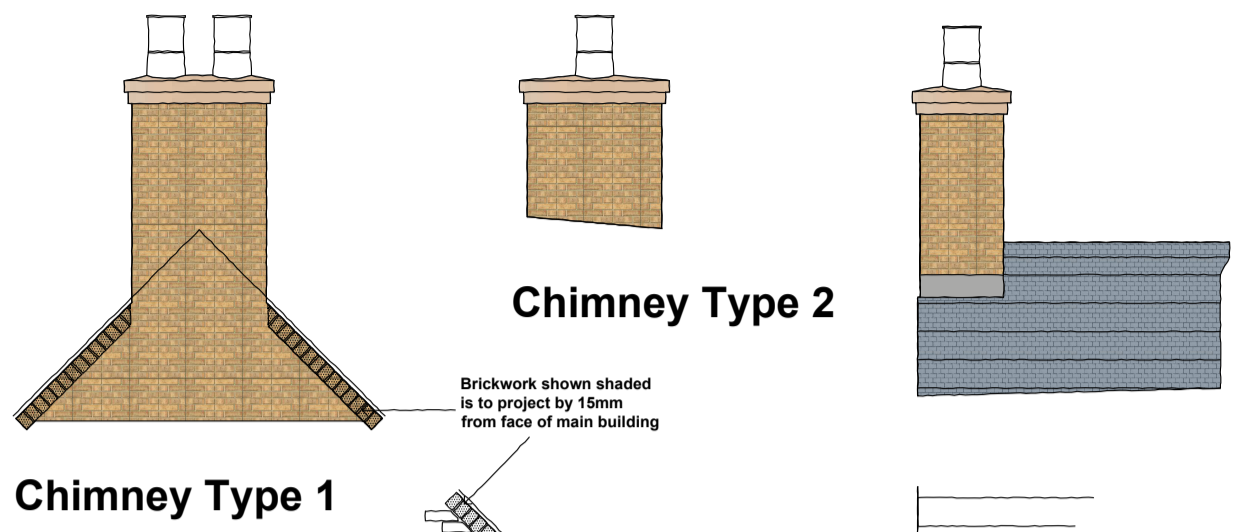 Chimney Type 2
Brickwork shown shaded
is to project by 15mm
from face of main building
Chimney Type 1